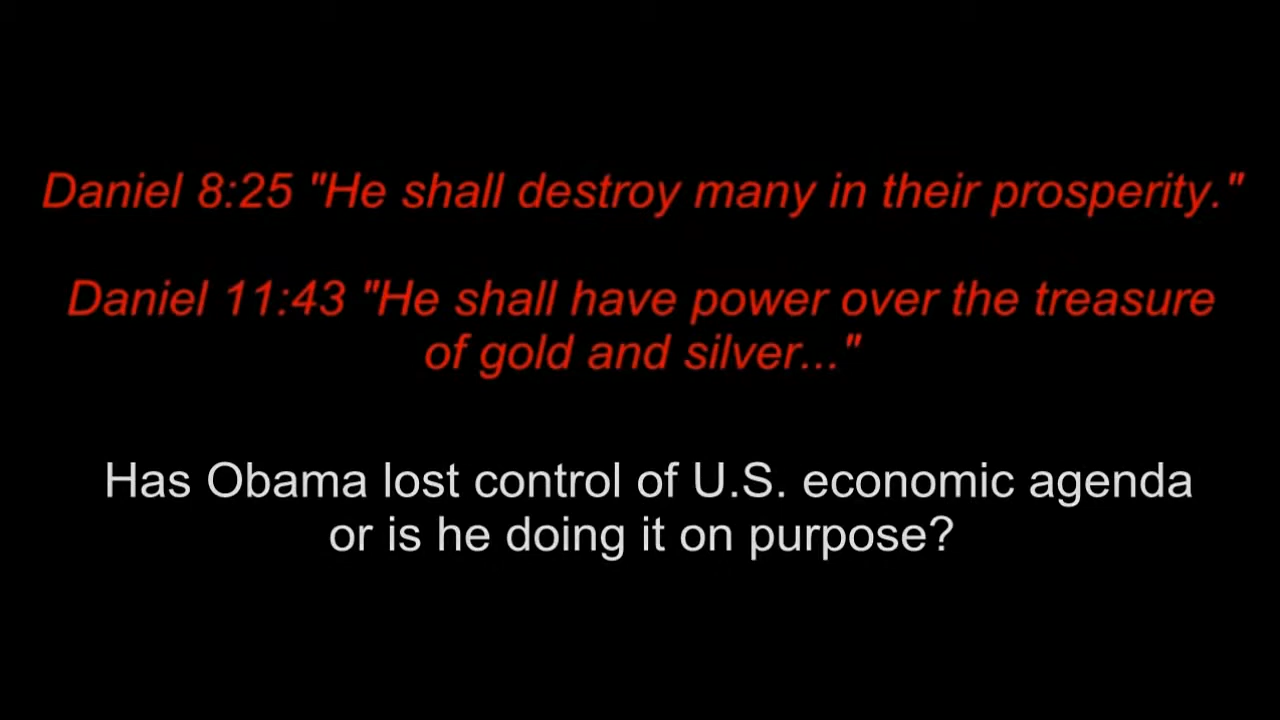 Daniel 8:25 "He shall destroy many in their prosperity."
Daniel 11:43 "He shall have power over the treasure
of gold and silver..."
Has Obama lost control of U.S. economic agenda
or is he doing it on purpose?